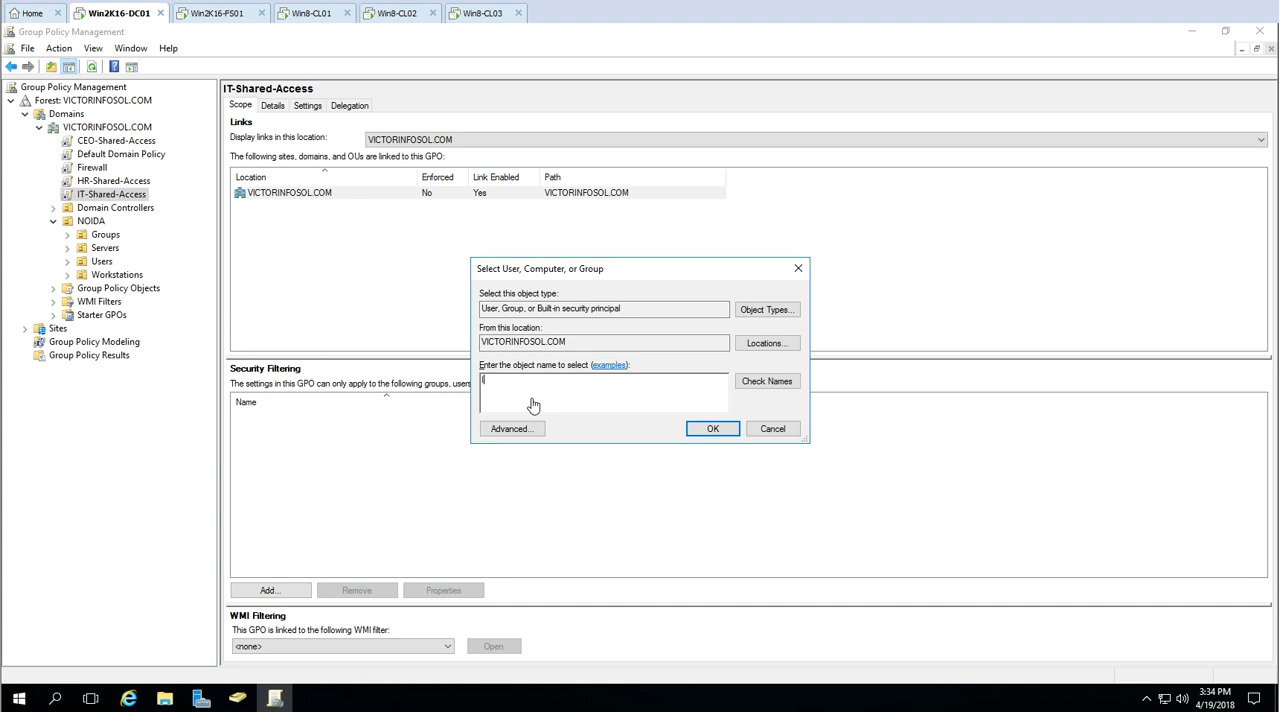 Home
Win2K16-DC01
Win2K16-FS01
Win8-CL01
Win8-CL02
Win8-CL03
Group Policy Management
File Action View Window Help
Group Policy Management
Forest: VICTORINFOSOL.COM
Domains
VICTORINFOSOL.COM
CEO-Shared-Access
Default Domain Policy
Firewall
HR-Shared-Access
IT-Shared-Access
Domain Controllers
NOIDA
Groups
Servers
Users
Workstations
Group Policy Objects
WMI Filters
Starter GPOs
Sites
Group Policy Modeling
Group Policy Results
IT-Shared-Access
Scope Details Settings Delegation
Links
Display links in this location: VICTORINFOSOL.COM
The following sites, domains, and OUs are linked to this GPO:
Location Enforced Link Enabled Path
VICTORINFOSOL.COM No Yes VICTORINFOSOL.COM
Security Filtering
The settings in this GPO can only apply to the following groups, users
Name
Add... Remove Properties
WMI Filtering
This GPO is linked to the following WMI filter:
<none> Open
Select User, Computer, or Group
Select this object type:
User, Group, or Built-in security principal Object Types...
From this location:
VICTORINFOSOL.COM Locations...
Enter the object name to select (examples):
Check Names
Advanced... OK Cancel
3:34 PM
4/19/2018